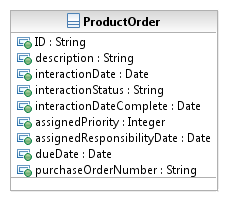 ProductOrder
ID : String
description : String
interactionDate : Date
interactionStatus : String
interactionDateComplete : Date
assignedPriority : Integer
assignedResponsibilityDate : Date
dueDate : Date
purchaseOrderNumber : String